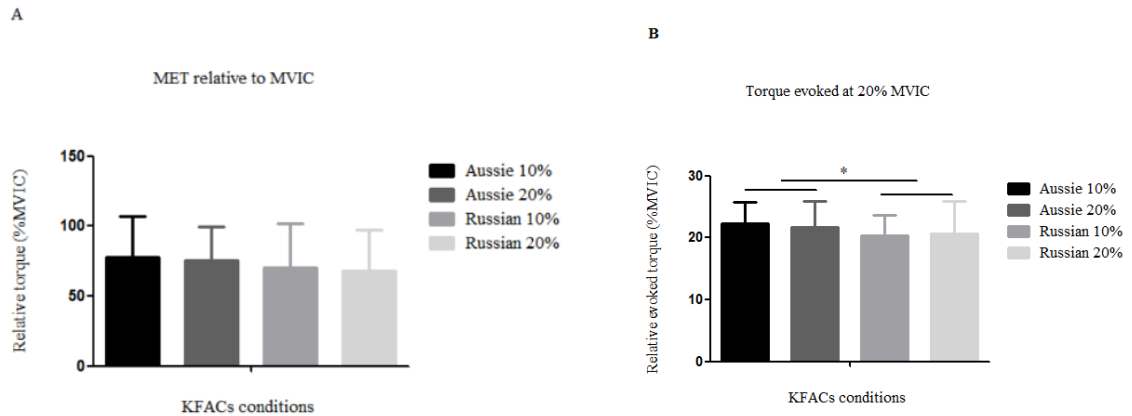 A
MET relative to MVIC
Relative torque (%MVIC)
150
100
50
0
KFACs conditions
Aussie 10%
Aussie 20%
Russian 10%
Russian 20%
B
Torque evoked at 20% MVIC
Relative evoked torque (%MVIC)
30
20
10
0
*
KFACs conditions
Aussie 10%
Aussie 20%
Russian 10%
Russian 20%